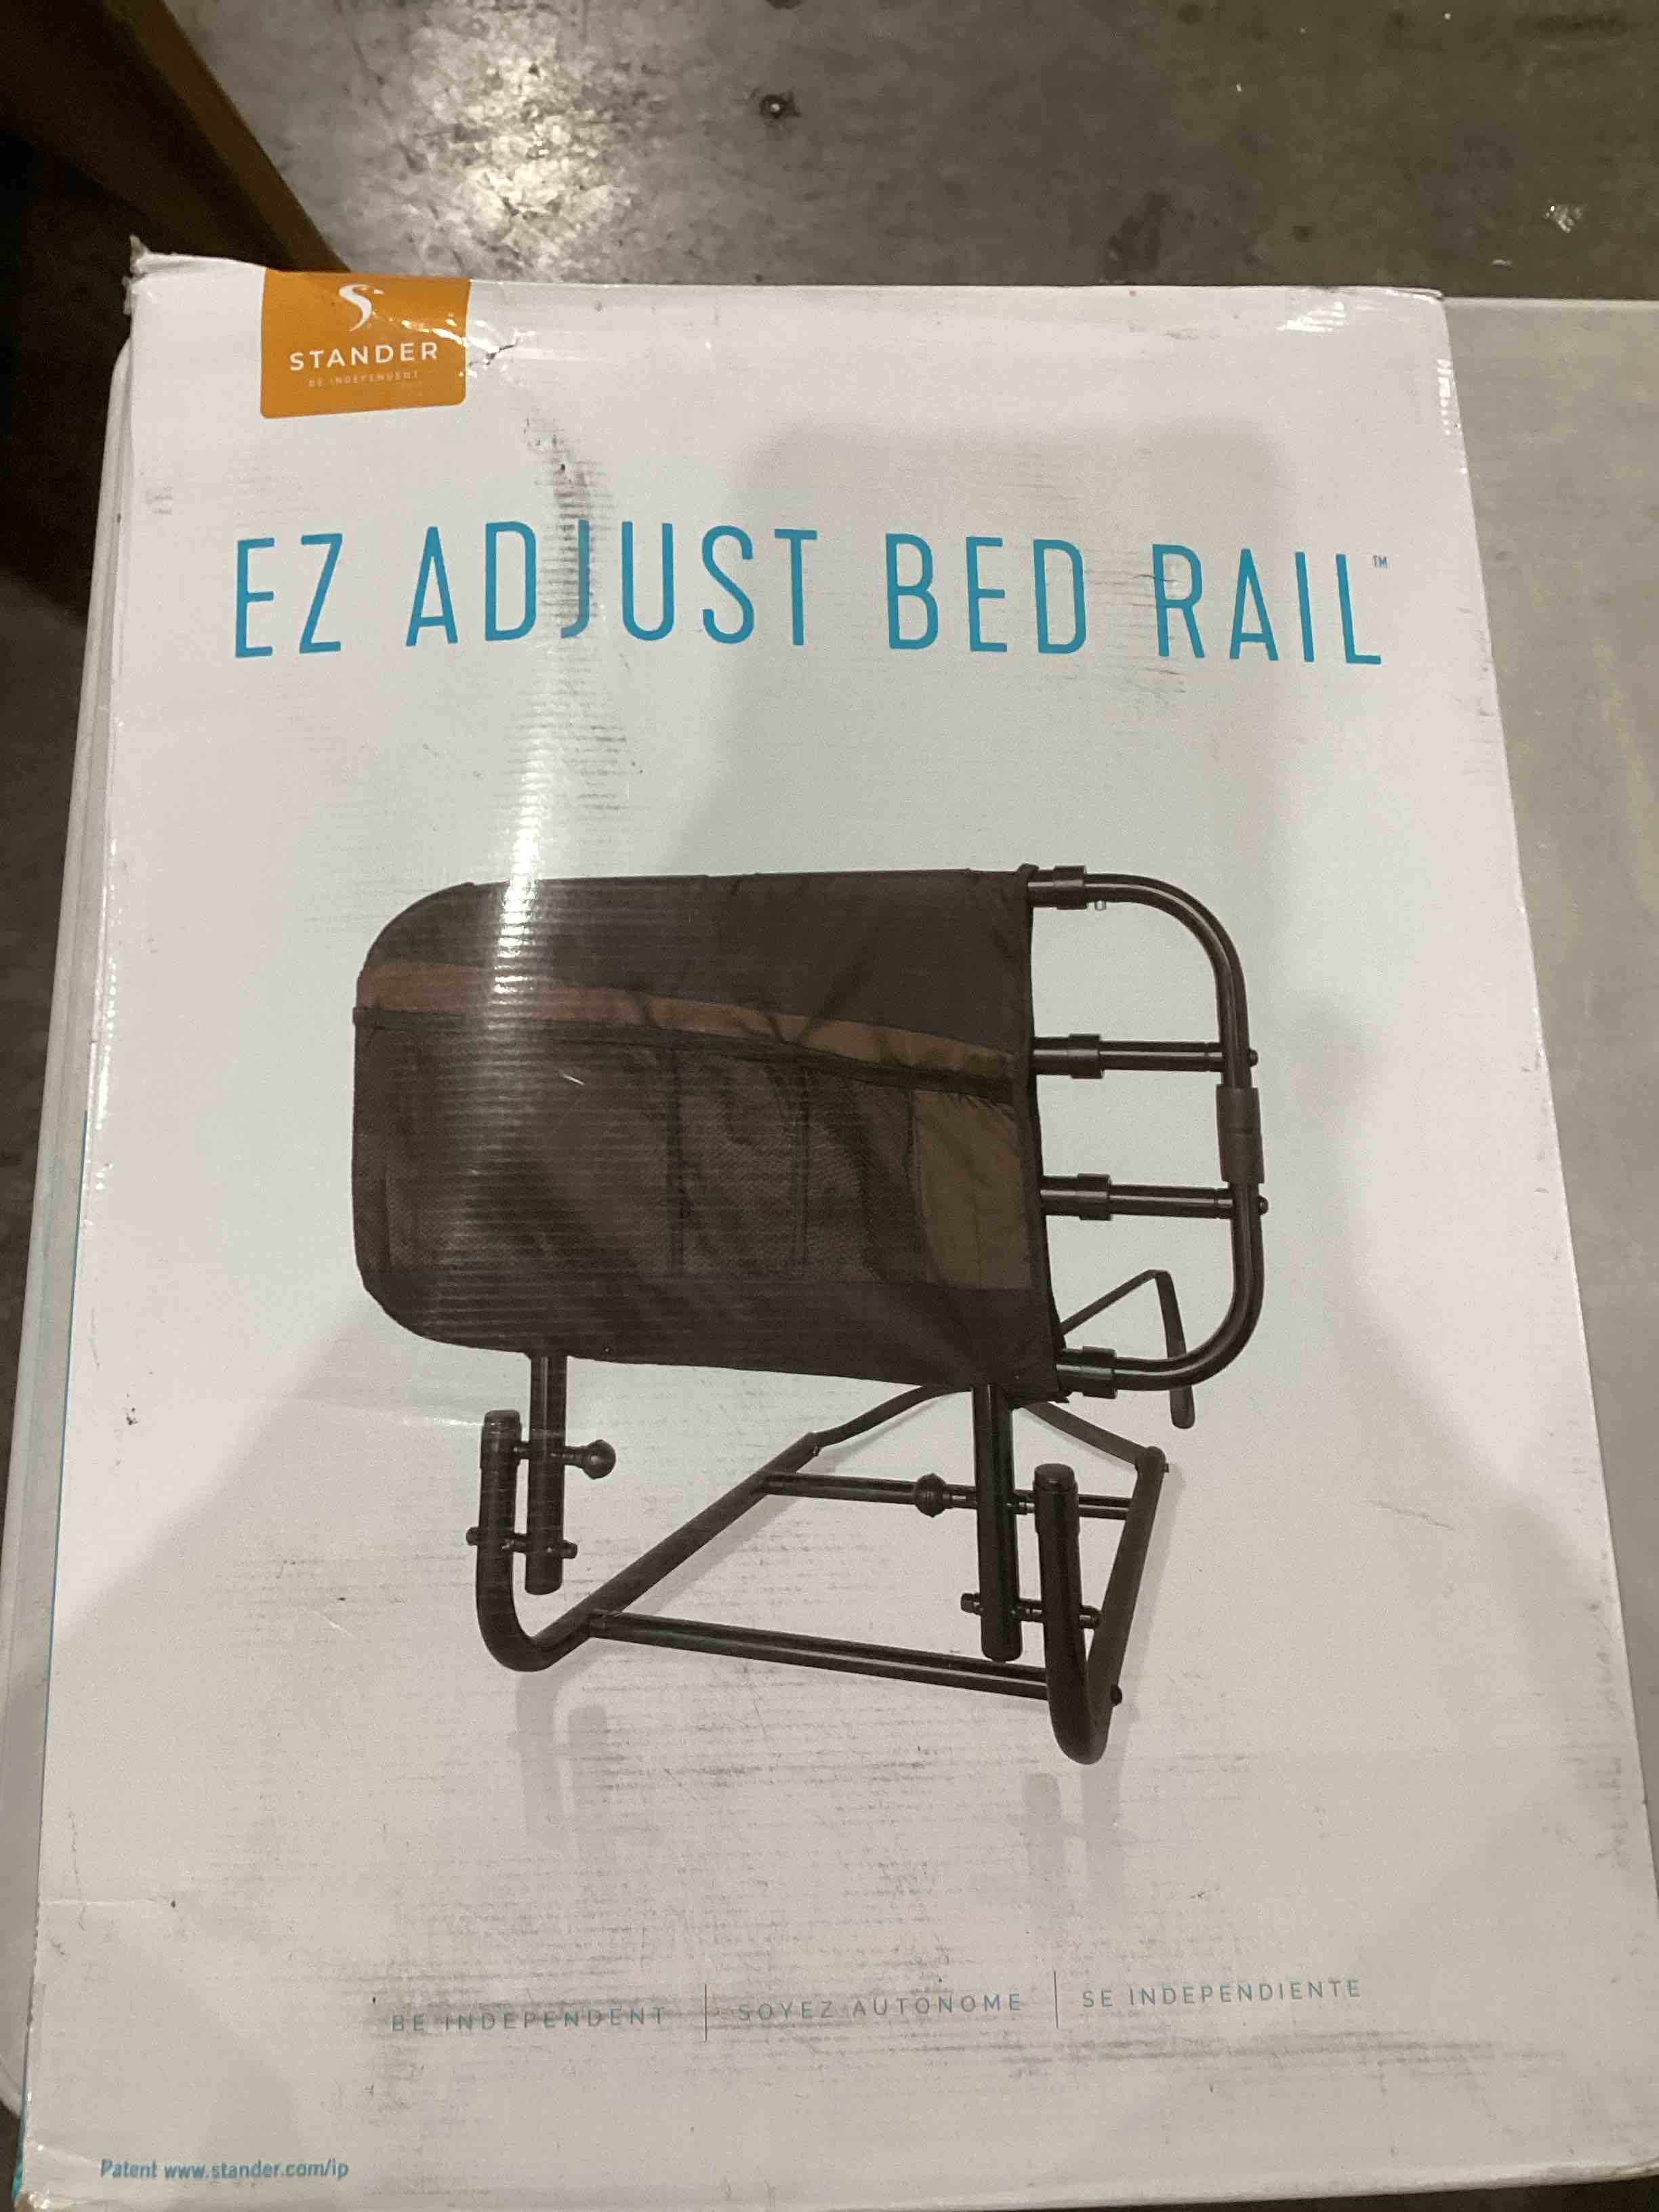 STANDER
BE INDEPENDENT
EZ ADJUST BED RAIL™
BE INDEPENDENT | SOYEZ AUTONOME | SE INDEPENDIENTE
Patent www.stander.com/ip